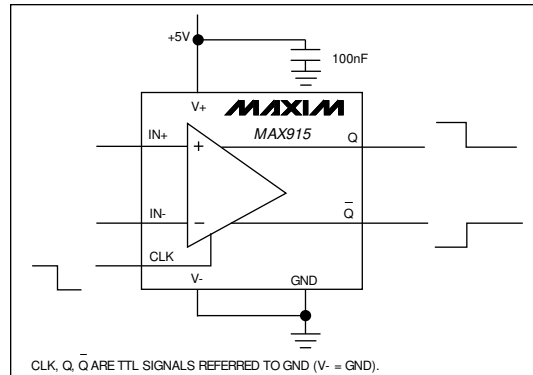 +5V
100nF
V+
MAXIM
MAX915
IN+
Q
+
IN-
Q̅
−
CLK
V-
GND
CLK, Q, Q̅ ARE TTL SIGNALS REFERRED TO GND (V- = GND).